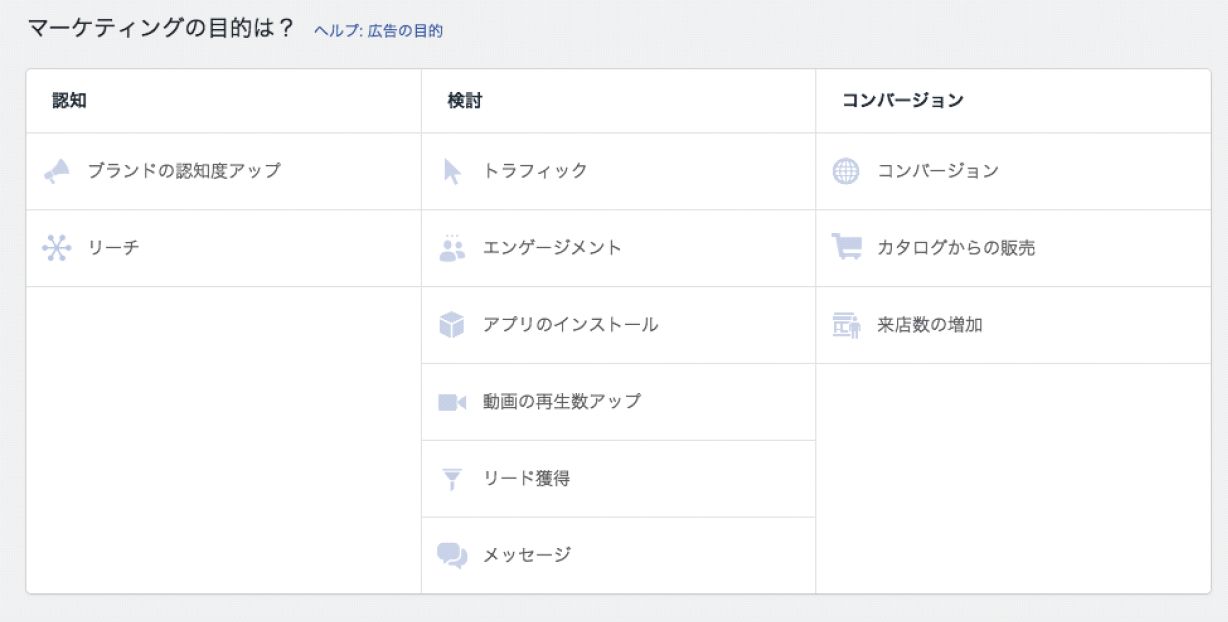 マーケティングの目的は？ ヘルプ: 広告の目的
認知
ブランドの認知度アップ
リーチ
検討
トラフィック
エンゲージメント
アプリのインストール
動画の再生数アップ
リード獲得
メッセージ
コンバージョン
コンバージョン
カタログからの販売
来店数の増加